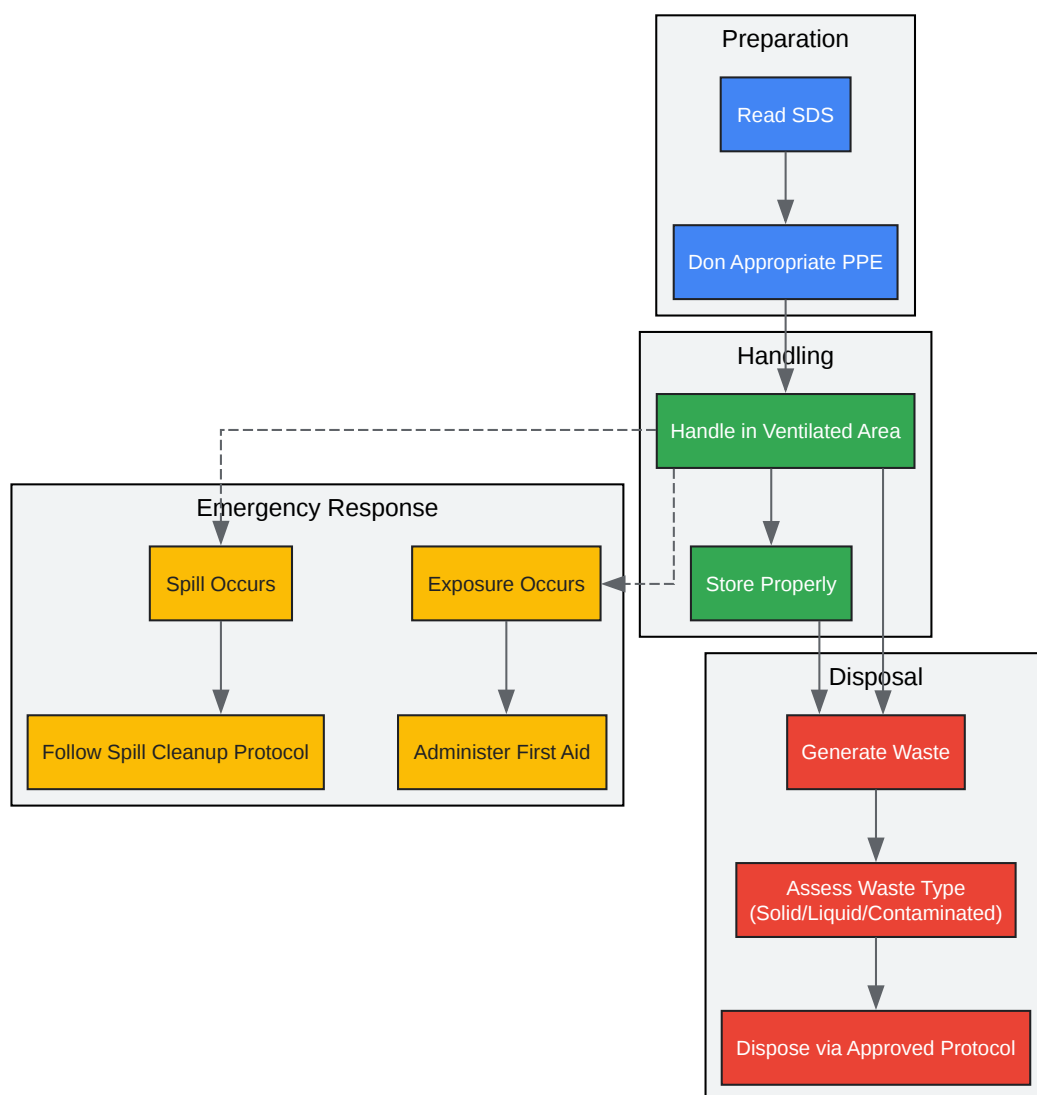 Preparation
Read SDS
Don Appropriate PPE
Handling
Handle in Ventilated Area
Store Properly
Emergency Response
Spill Occurs
Exposure Occurs
Follow Spill Cleanup Protocol
Administer First Aid
Disposal
Generate Waste
Assess Waste Type
(Solid/Liquid/Contaminated)
Dispose via Approved Protocol